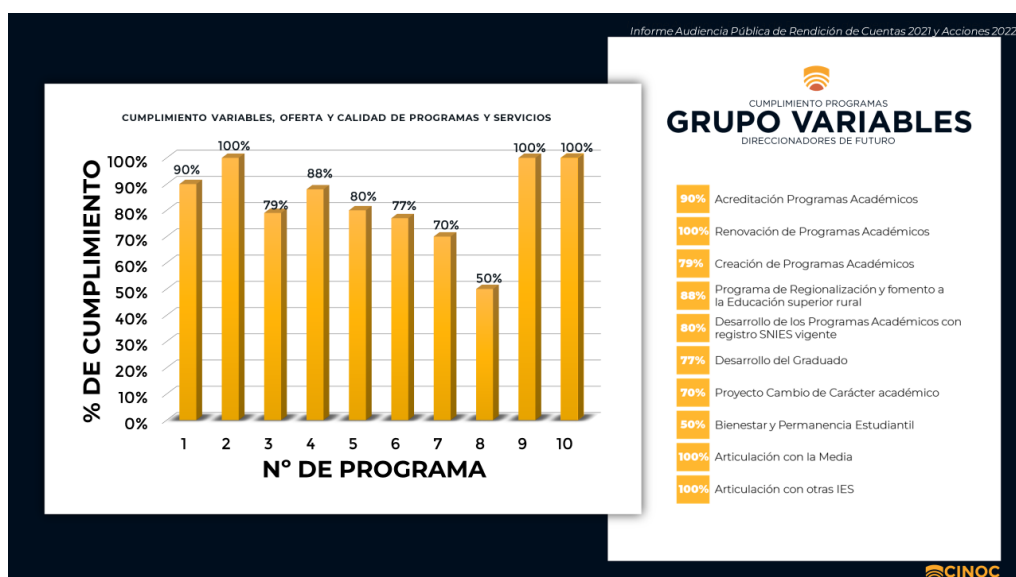 Informe Audiencia Pública de Rendición de Cuentas 2021 y Acciones 2022
CUMPLIMIENTO VARIABLES, OFERTA Y CALIDAD DE PROGRAMAS Y SERVICIOS
% DE CUMPLIMIENTO
100%
90%
80%
70%
60%
50%
40%
30%
20%
10%
0%
90%
100%
79%
88%
80%
77%
70%
50%
100%
100%
1 2 3 4 5 6 7 8 9 10
Nº DE PROGRAMA
CUMPLIMIENTO PROGRAMAS
GRUPO VARIABLES
DIRECCIONADORES DE FUTURO
90% Acreditación Programas Académicos
100% Renovación de Programas Académicos
79% Creación de Programas Académicos
88% Programa de Regionalización y fomento a
la Educación superior rural
80% Desarrollo de los Programas Académicos con
registro SNIES vigente
77% Desarrollo del Graduado
70% Proyecto Cambio de Carácter académico
50% Bienestar y Permanencia Estudiantil
100% Articulación con la Media
100% Articulación con otras IES
CINOC